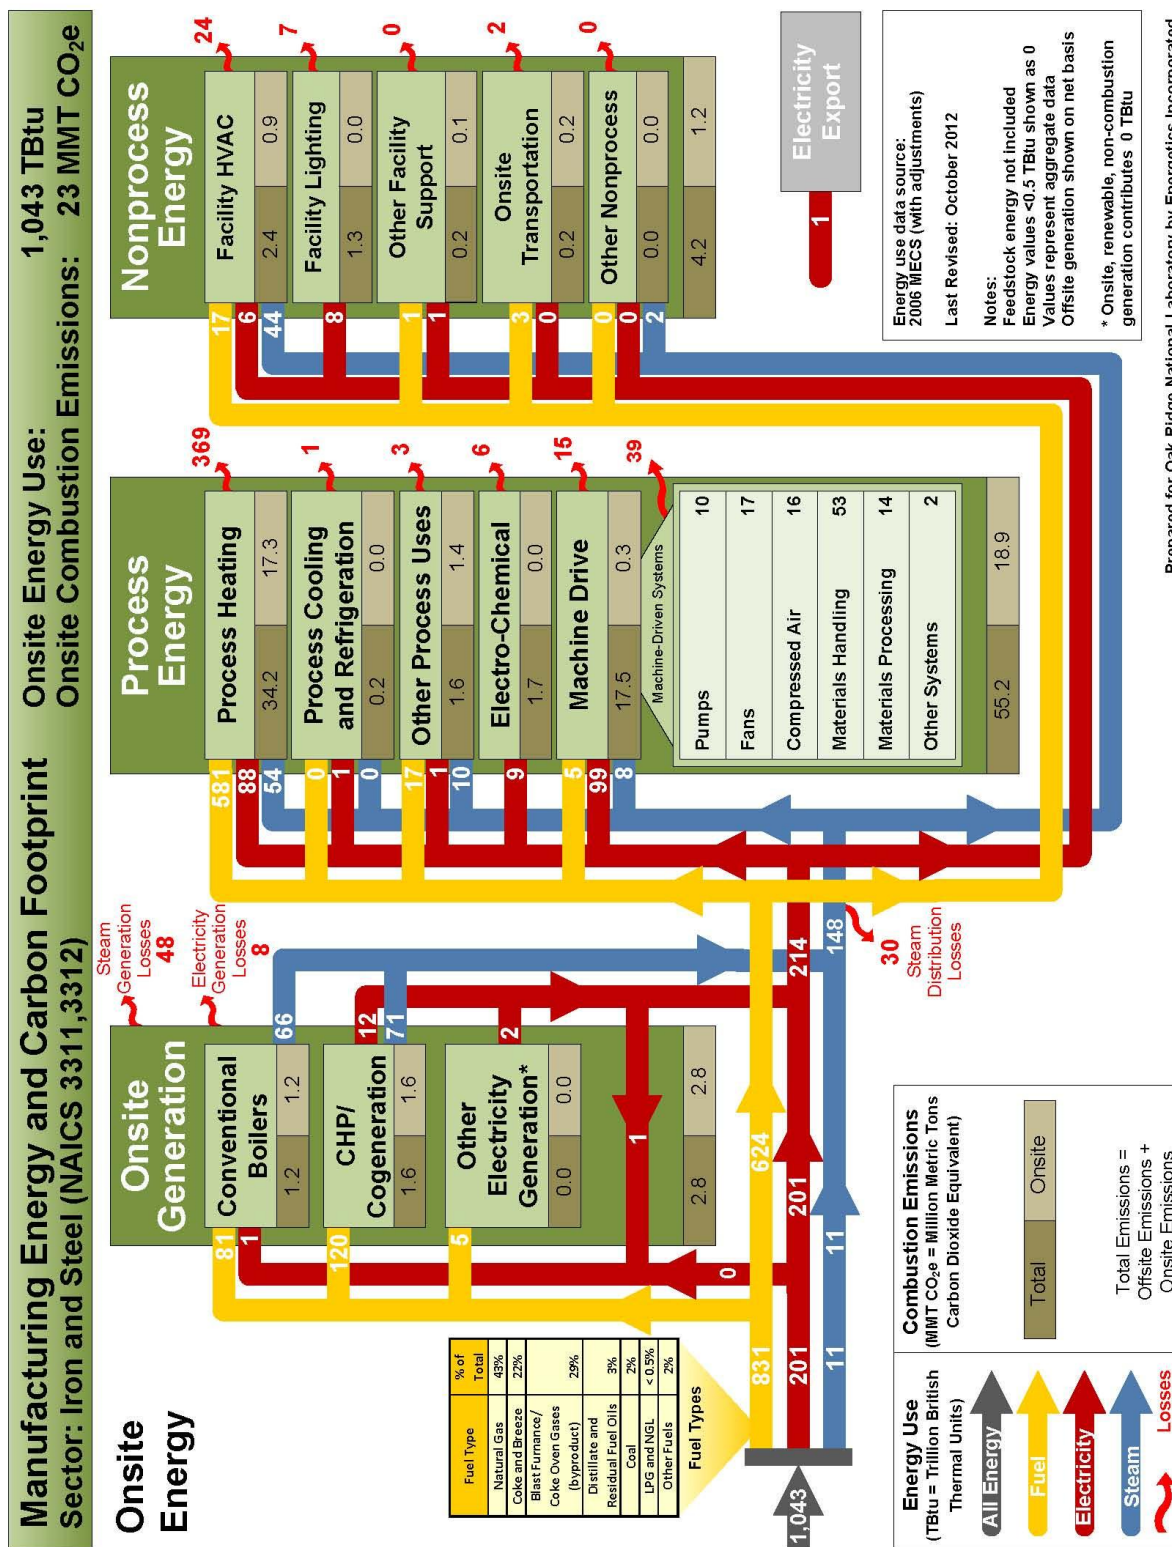 Manufacturing Energy and Carbon Footprint
Sector: Iron and Steel (NAICS 3311,3312)
Onsite Energy Use: 1,043 TBtu
Onsite Combustion Emissions: 23 MMT CO₂e
Onsite
Energy
Onsite
Generation
Conventional
Boilers
1.2 1.2
CHP/
Cogeneration
1.6 1.6
Other
Electricity
Generation*
0.0 0.0
2.8 2.8
81
1
120
5
66
12
71
2
1
0
Steam
Generation
Losses
48
Electricity
Generation
Losses
8
Fuel Type % of Total
Natural Gas 43%
Coke and Breeze 22%
Blast Furnance/
Coke Oven Gases
(byproduct) 29%
Distillate and
Residual Fuel Oils 3%
Coal 2%
LPG and NGL < 0.5%
Other Fuels 2%
Fuel Types
1,043
831
201
11
624
201
11
214
148
30
Steam
Distribution
Losses
Process
Energy
581
88
54
Process Heating
34.2 17.3
369
0
1
0
Process Cooling
and Refrigeration
0.2 0.0
1
17
1
10
Other Process Uses
1.6 1.4
3
9
Electro-Chemical
1.7 0.0
6
5
99
8
Machine Drive
17.5 0.3
15
Machine-Driven Systems
39
Pumps 10
Fans 17
Compressed Air 16
Materials Handling 53
Materials Processing 14
Other Systems 2
55.2 18.9
Nonprocess
Energy
17
6
44
Facility HVAC
2.4 0.9
24
8
Facility Lighting
1.3 0.0
7
1
1
Other Facility
Support
0.2 0.1
0
3
0
Onsite
Transportation
0.2 0.2
2
0
0
2
Other Nonprocess
0.0 0.0
0
4.2 1.2
1
Electricity
Export
Energy Use
(TBtu = Trillion British
Thermal Units)
All Energy
Fuel
Electricity
Steam
Losses
Combustion Emissions
(MMT CO₂e = Million Metric Tons
Carbon Dioxide Equivalent)
Total Onsite
Total Emissions =
Offsite Emissions +
Onsite Emissions
Energy use data source:
2006 MECS (with adjustments)
Last Revised: October 2012
Notes:
Feedstock energy not included
Energy values <0.5 TBtu shown as 0
Values represent aggregate data
Offsite generation shown on net basis
* Onsite, renewable, non-combustion
generation contributes 0 TBtu
Prepared for Oak Ridge National Laboratory by Energetics Incorporated